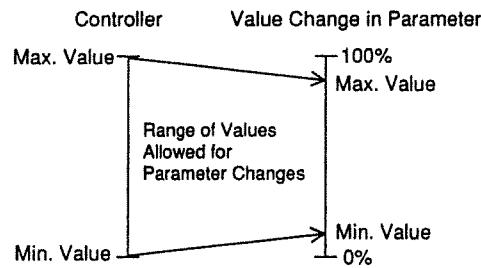 Controller
Value Change in Parameter
Max. Value
100%
Max. Value
Range of Values
Allowed for
Parameter Changes
Min. Value
Min. Value
0%